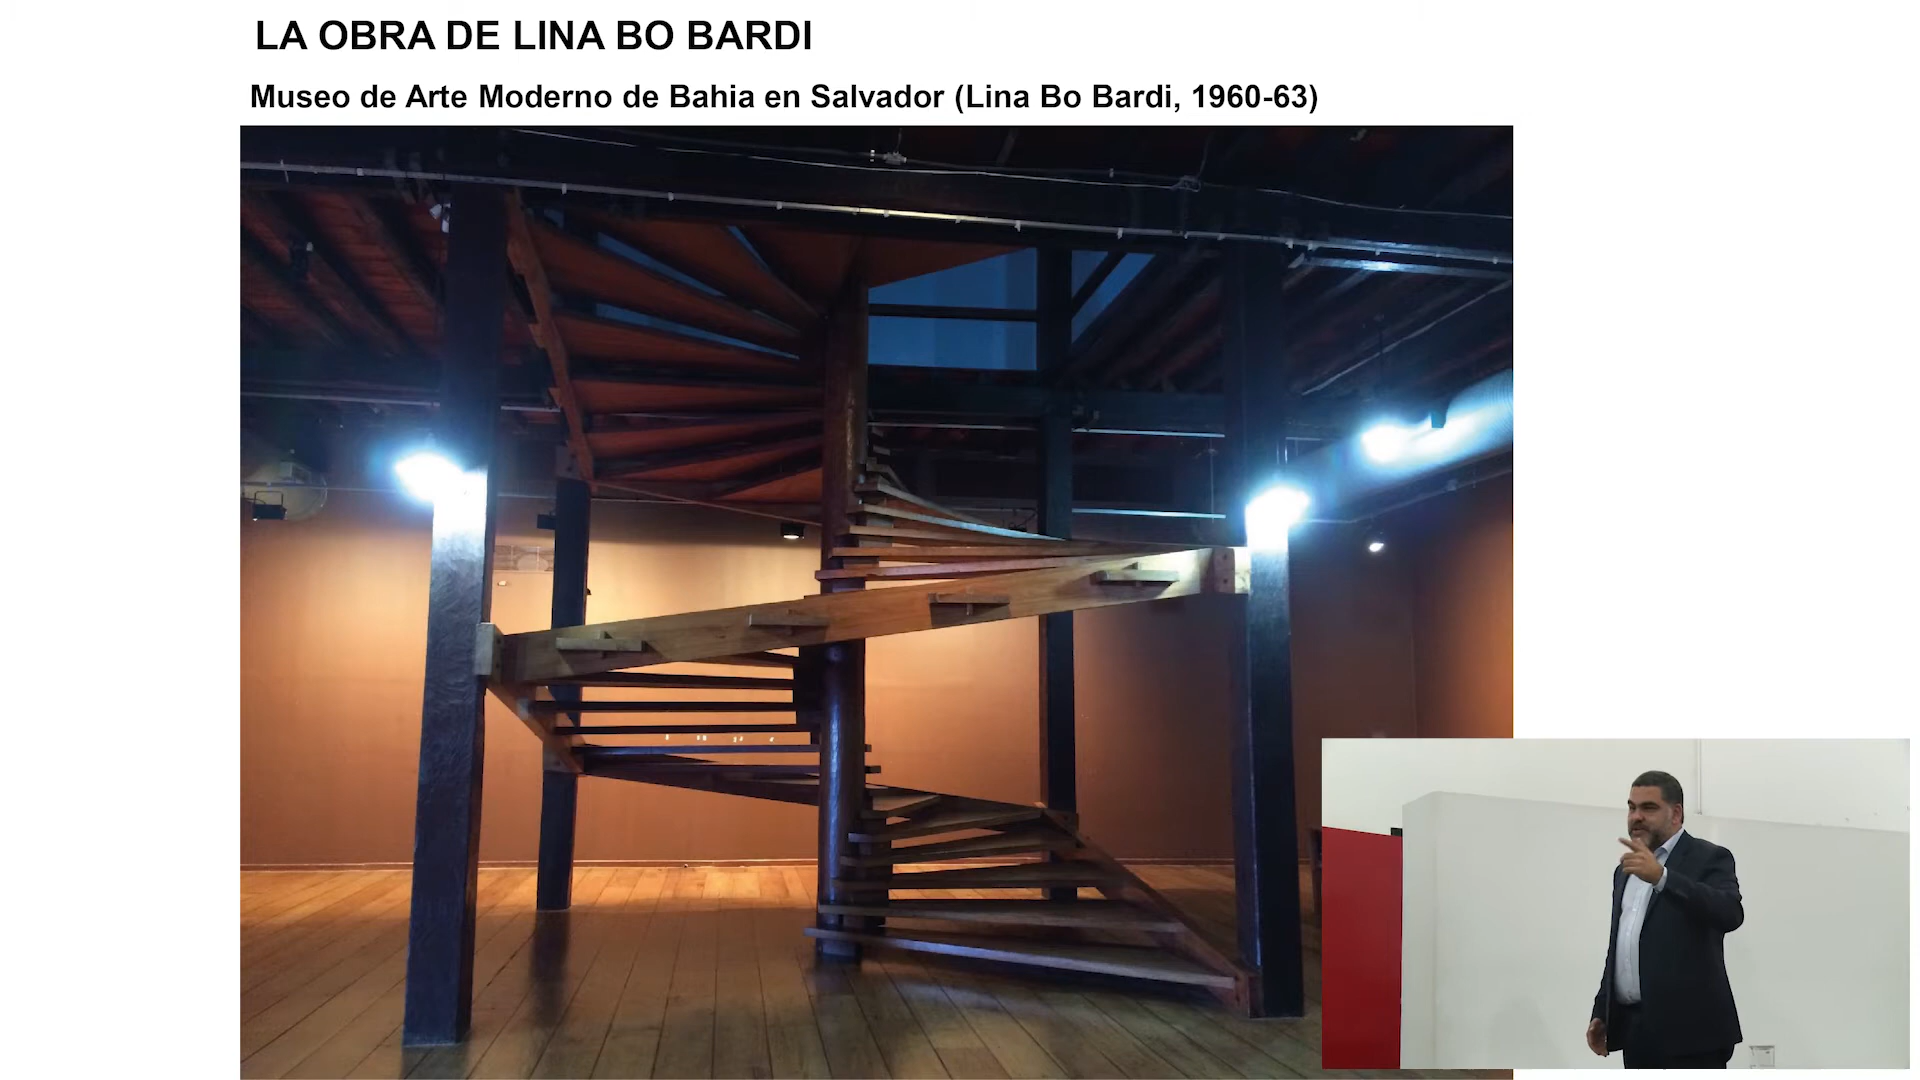 LA OBRA DE LINA BO BARDI
Museo de Arte Moderno de Bahia en Salvador (Lina Bo Bardi, 1960-63)